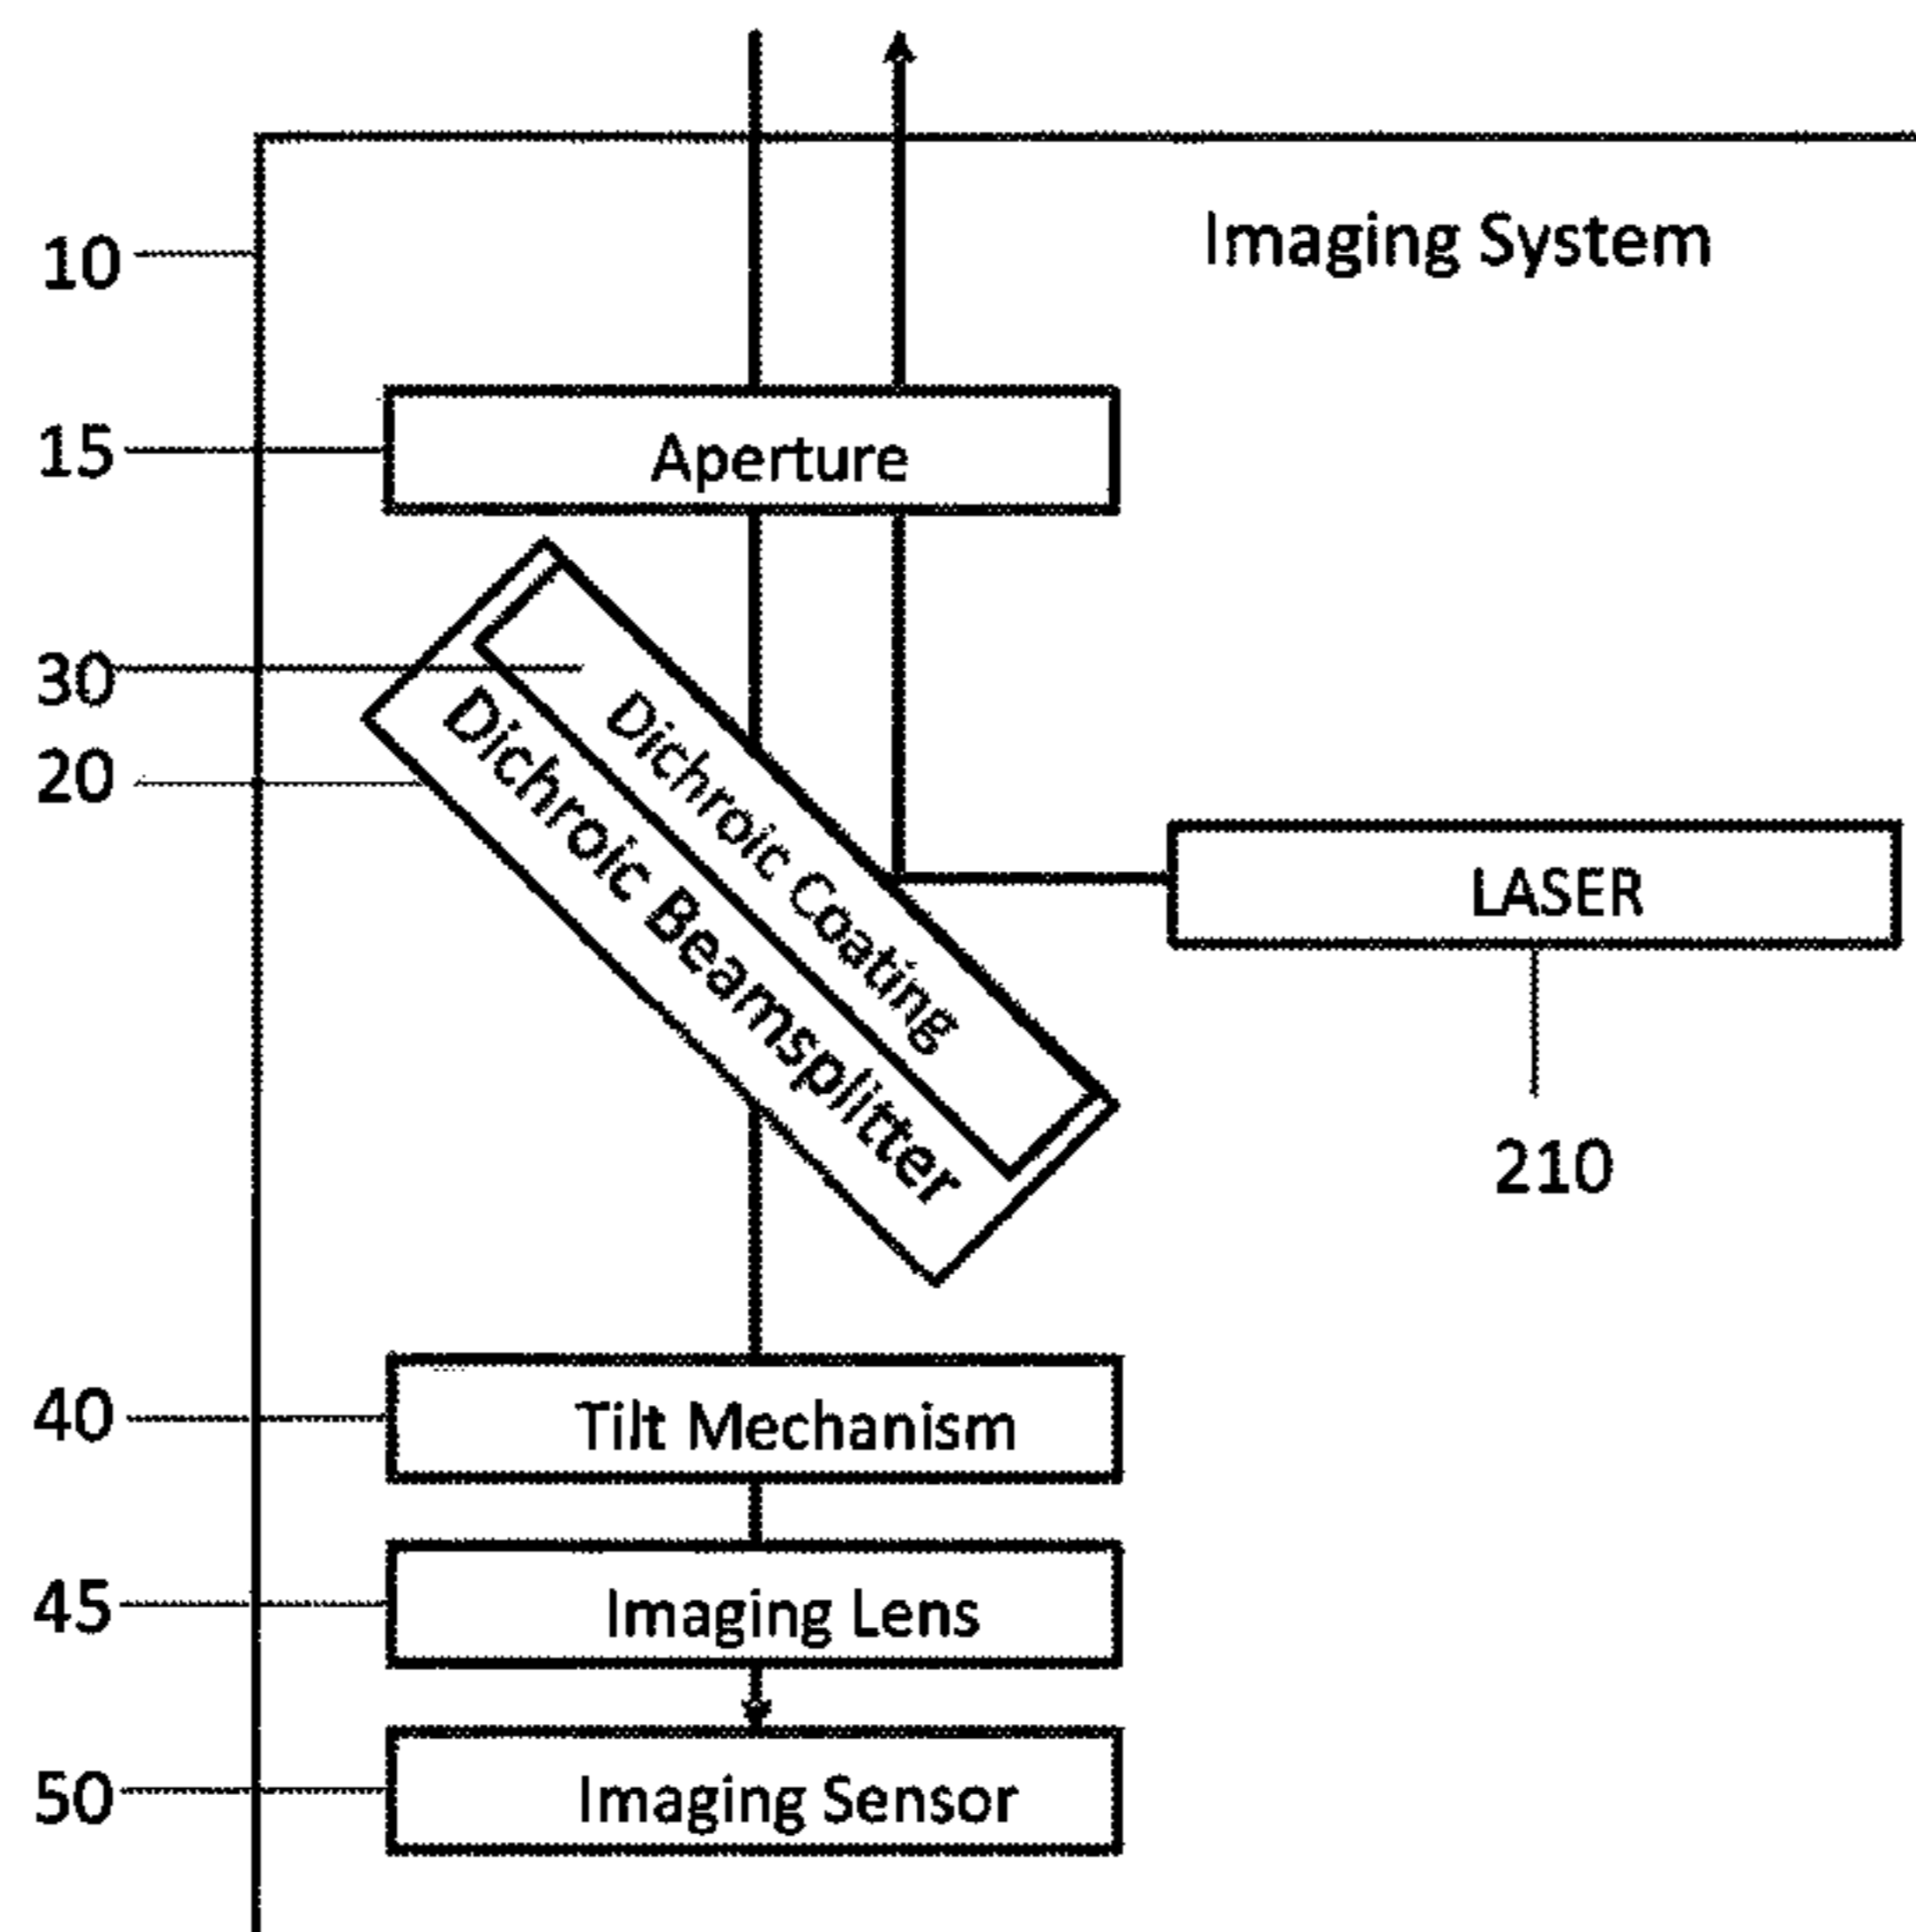 10
Imaging System
15
Aperture
30
Dichroic Coating
20
Dichroic Beamsplitter
LASER
210
40
Tilt Mechanism
45
Imaging Lens
50
Imaging Sensor